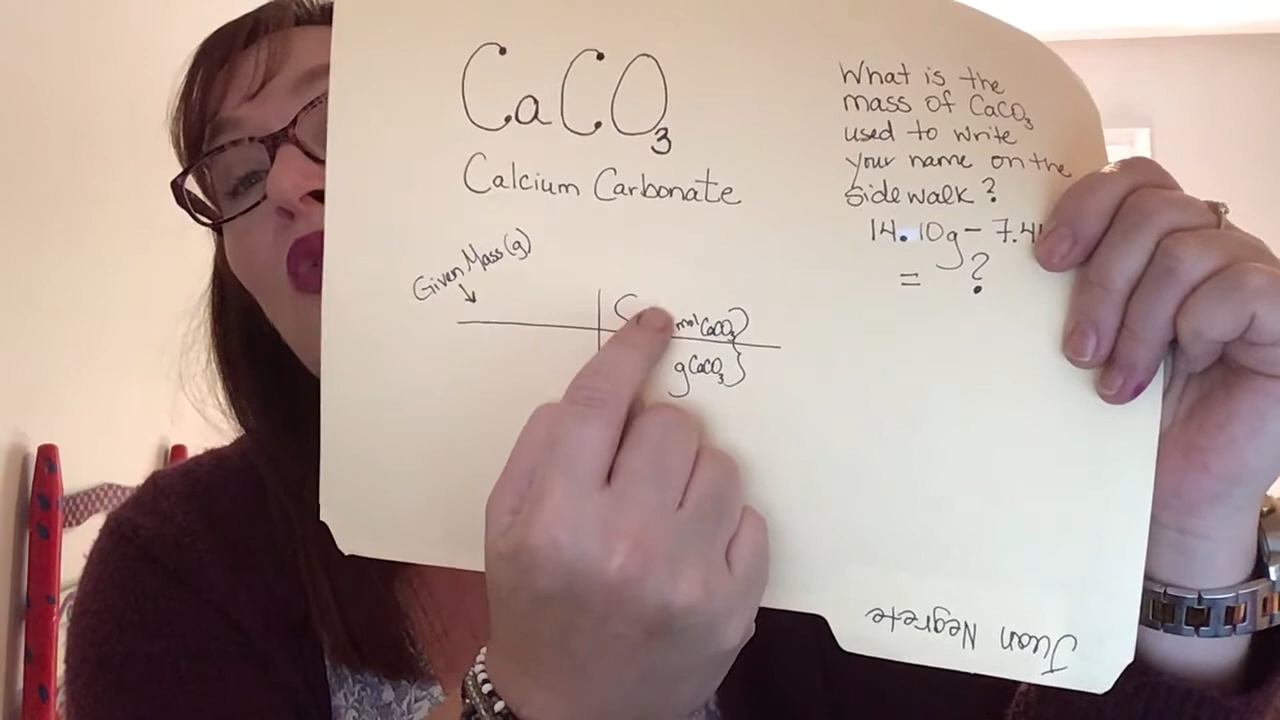 CaCO3
Calcium Carbonate
Given Mass (g)
mol CaCO3
g CaCO3
What is the
mass of CaCO3
used to write
your name on the
sidewalk?
14.10g - 7.4
= ?
Juan Negrete